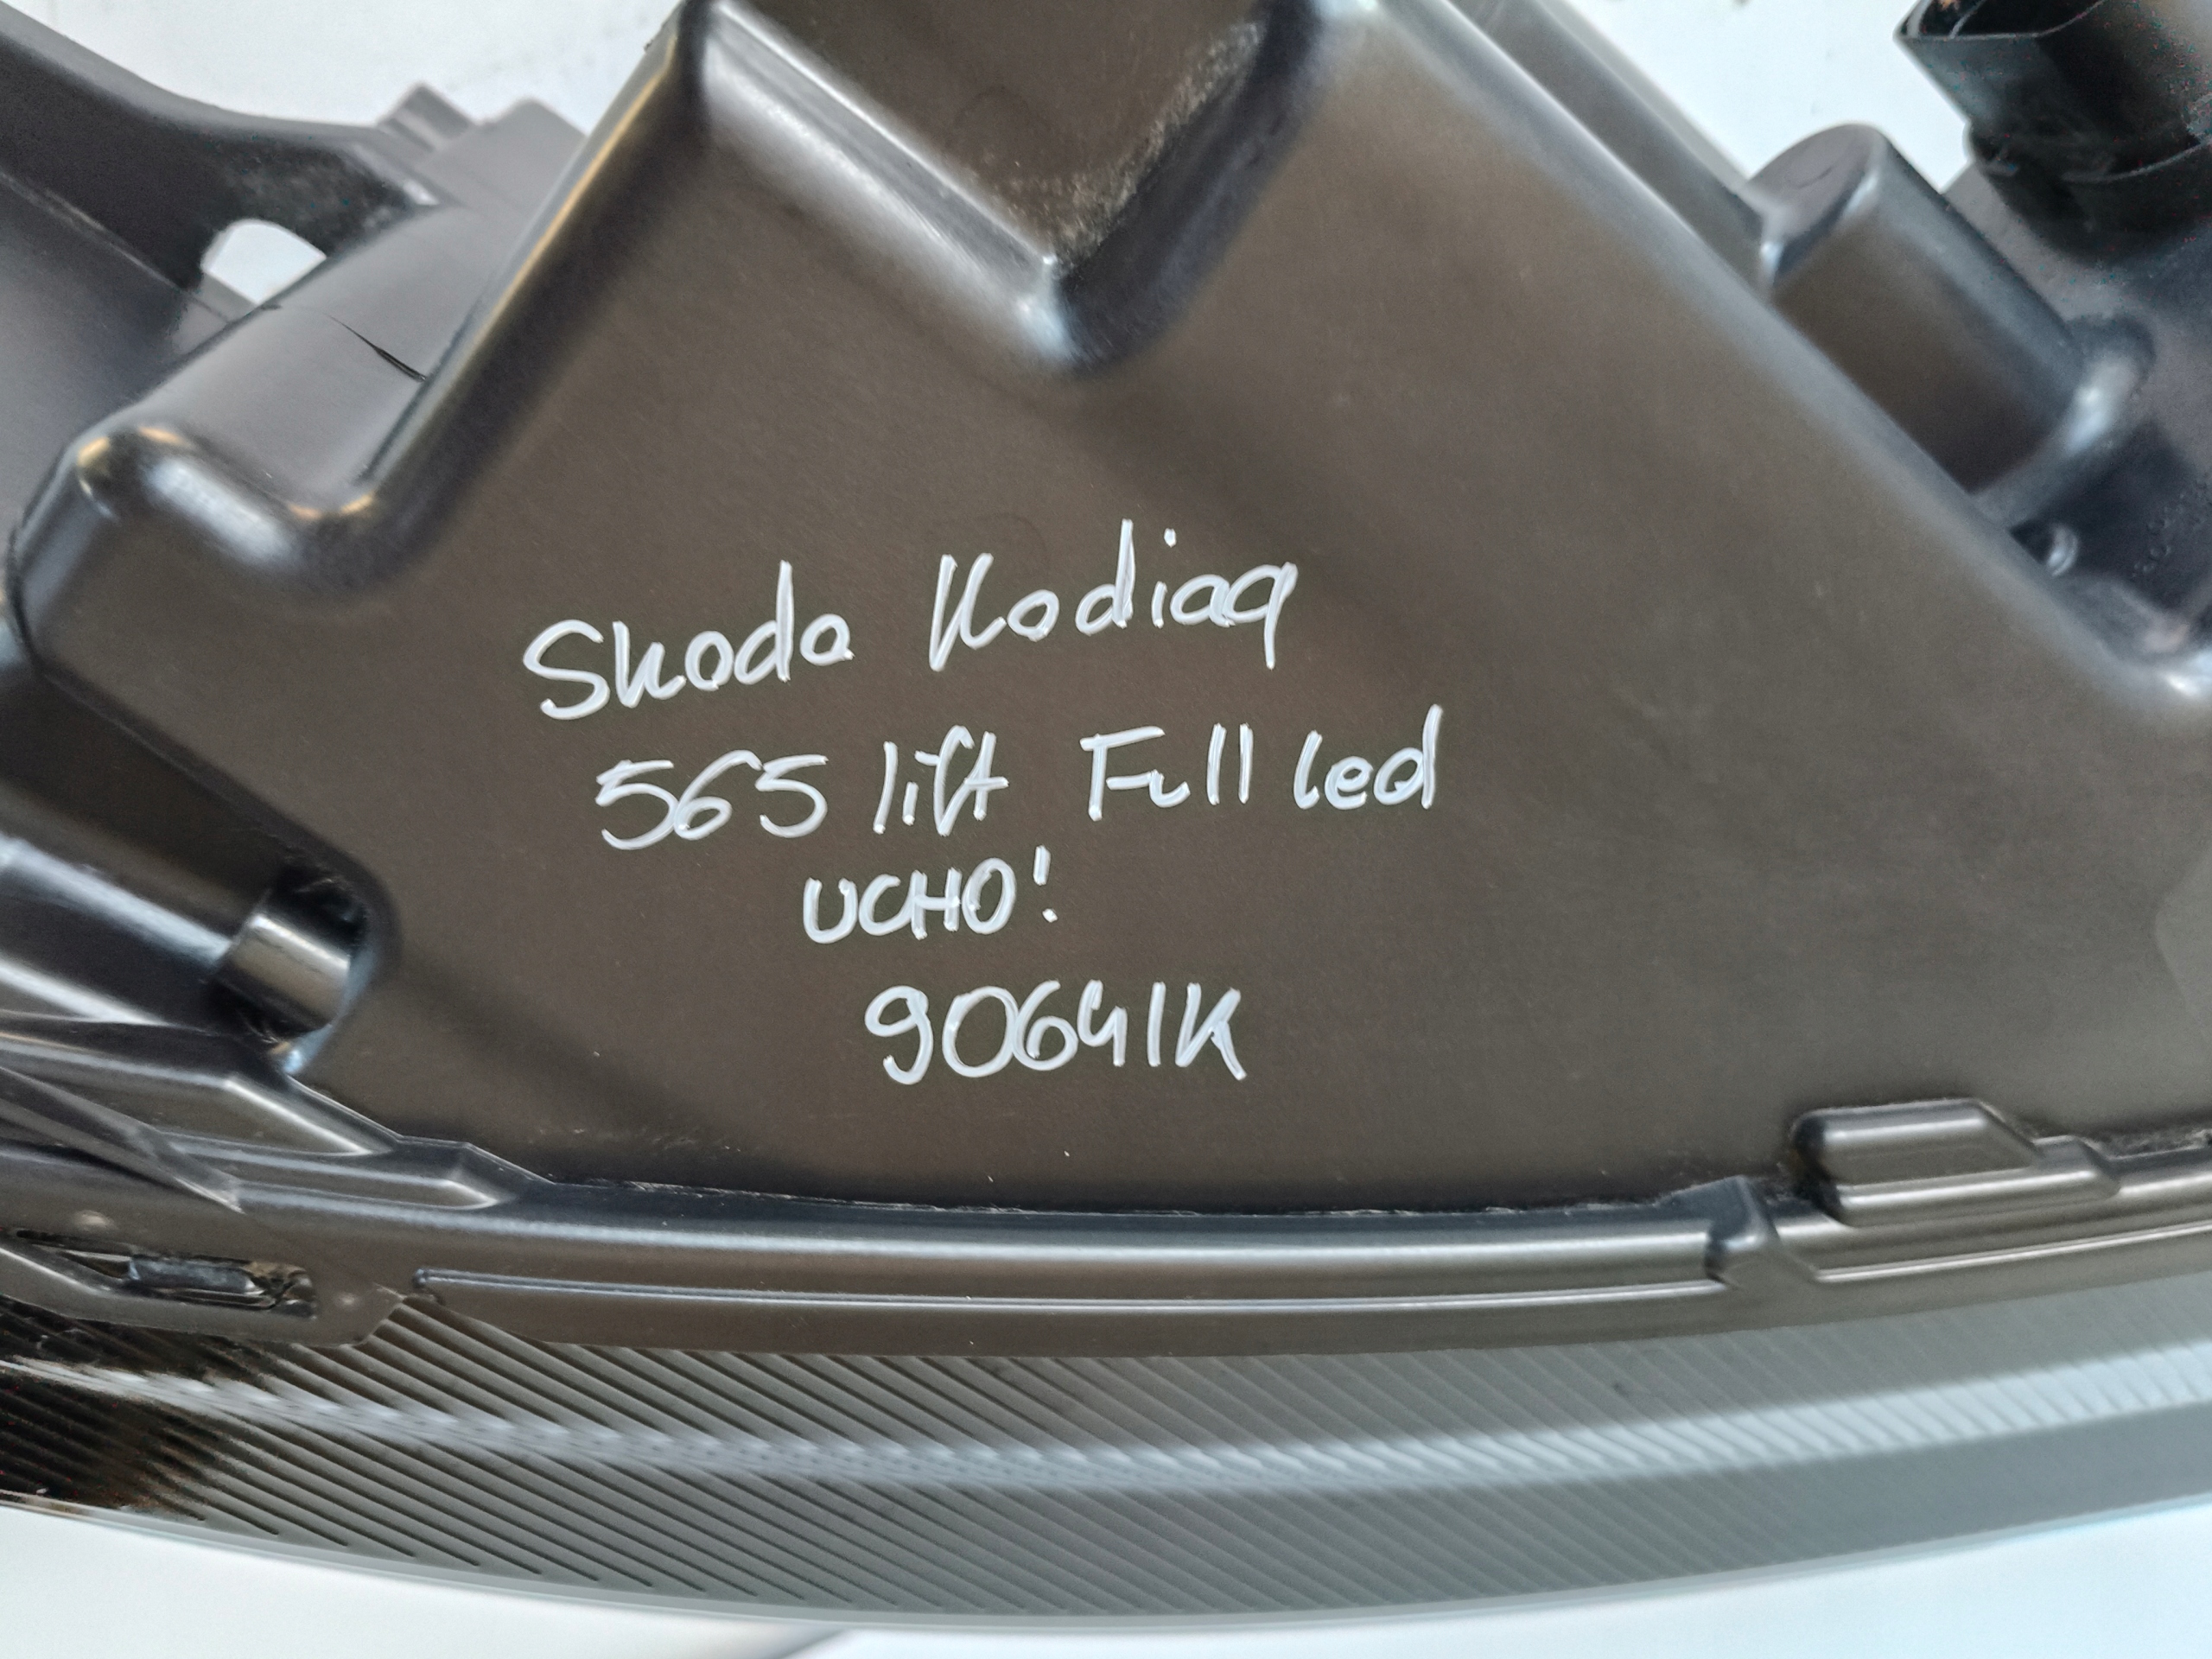 Skoda Kodiaq
565 lift Full led
UCHO!
90641K